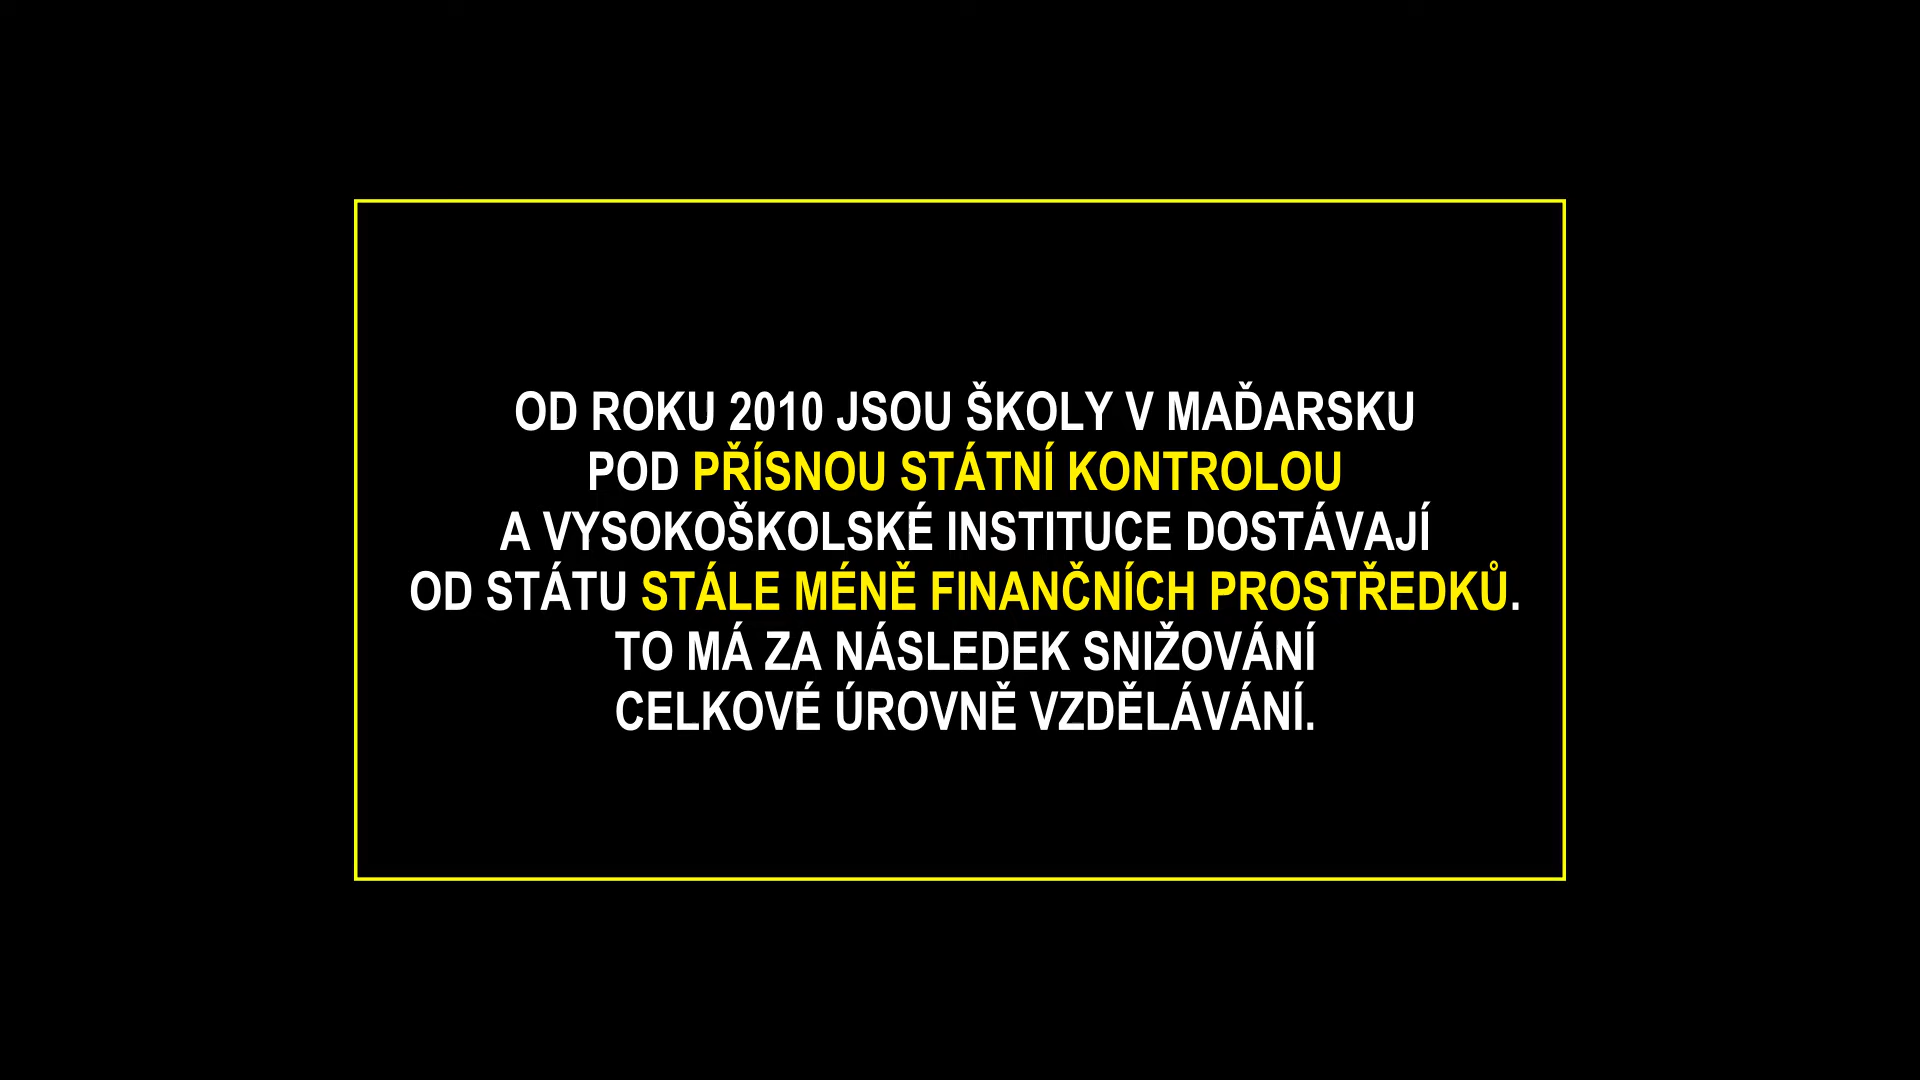 OD ROKU 2010 JSOU ŠKOLY V MAĎARSKU
POD PŘÍSNOU STÁTNÍ KONTROLOU
A VYSOKOŠKOLSKÉ INSTITUCE DOSTÁVAJÍ
OD STÁTU STÁLE MÉNĚ FINANČNÍCH PROSTŘEDKŮ.
TO MÁ ZA NÁSLEDEK SNIŽOVÁNÍ
CELKOVÉ ÚROVNĚ VZDĚLÁVÁNÍ.